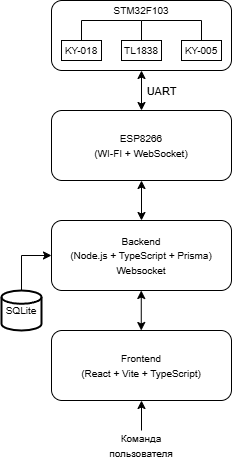 STM32F103
KY-018 TL1838 KY-005
UART
ESP8266
(WI-FI + WebSocket)
Backend
(Node.js + TypeScript + Prisma)
Websocket
SQLite
Frontend
(React + Vite + TypeScript)
Команда
пользователя